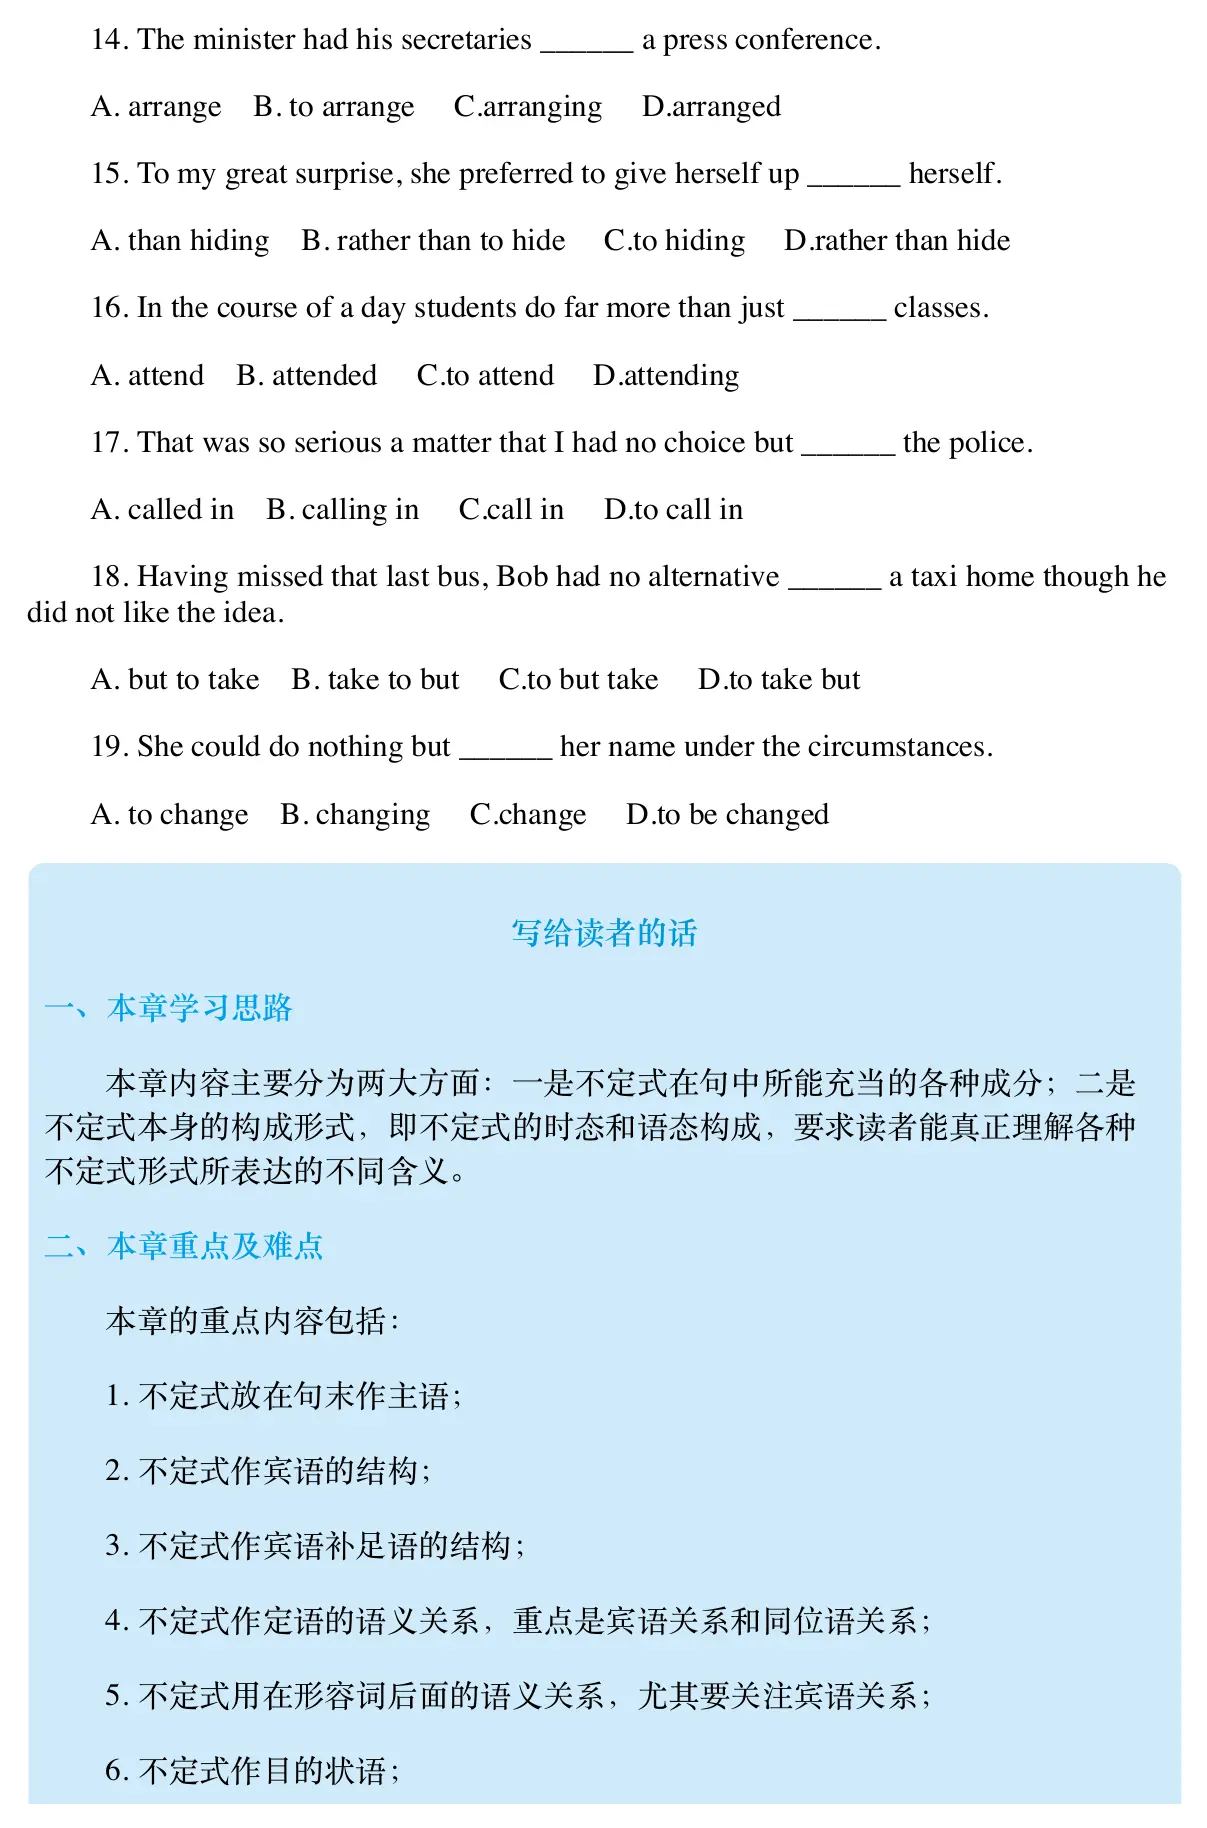 14. The minister had his secretaries ______ a press conference.
A. arrange B. to arrange C.arranging D.arranged
15. To my great surprise, she preferred to give herself up ______ herself.
A. than hiding B. rather than to hide C.to hiding D.rather than hide
16. In the course of a day students do far more than just ______ classes.
A. attend B. attended C.to attend D.attending
17. That was so serious a matter that I had no choice but ______ the police.
A. called in B. calling in C.call in D.to call in
18. Having missed that last bus, Bob had no alternative ______ a taxi home though he
did not like the idea.
A. but to take B. take to but C.to but take D.to take but
19. She could do nothing but ______ her name under the circumstances.
A. to change B. changing C.change D.to be changed
写给读者的话
一、本章学习思路
本章内容主要分为两大方面：一是不定式在句中所能充当的各种成分；二是
不定式本身的构成形式，即不定式的时态和语态构成，要求读者能真正理解各种
不定式形式所表达的不同含义。
二、本章重点及难点
本章的重点内容包括：
1. 不定式放在句末作主语；
2. 不定式作宾语的结构；
3. 不定式作宾语补足语的结构；
4. 不定式作定语的语义关系，重点是宾语关系和同位语关系；
5. 不定式用在形容词后面的语义关系，尤其要关注宾语关系；
6. 不定式作目的状语；